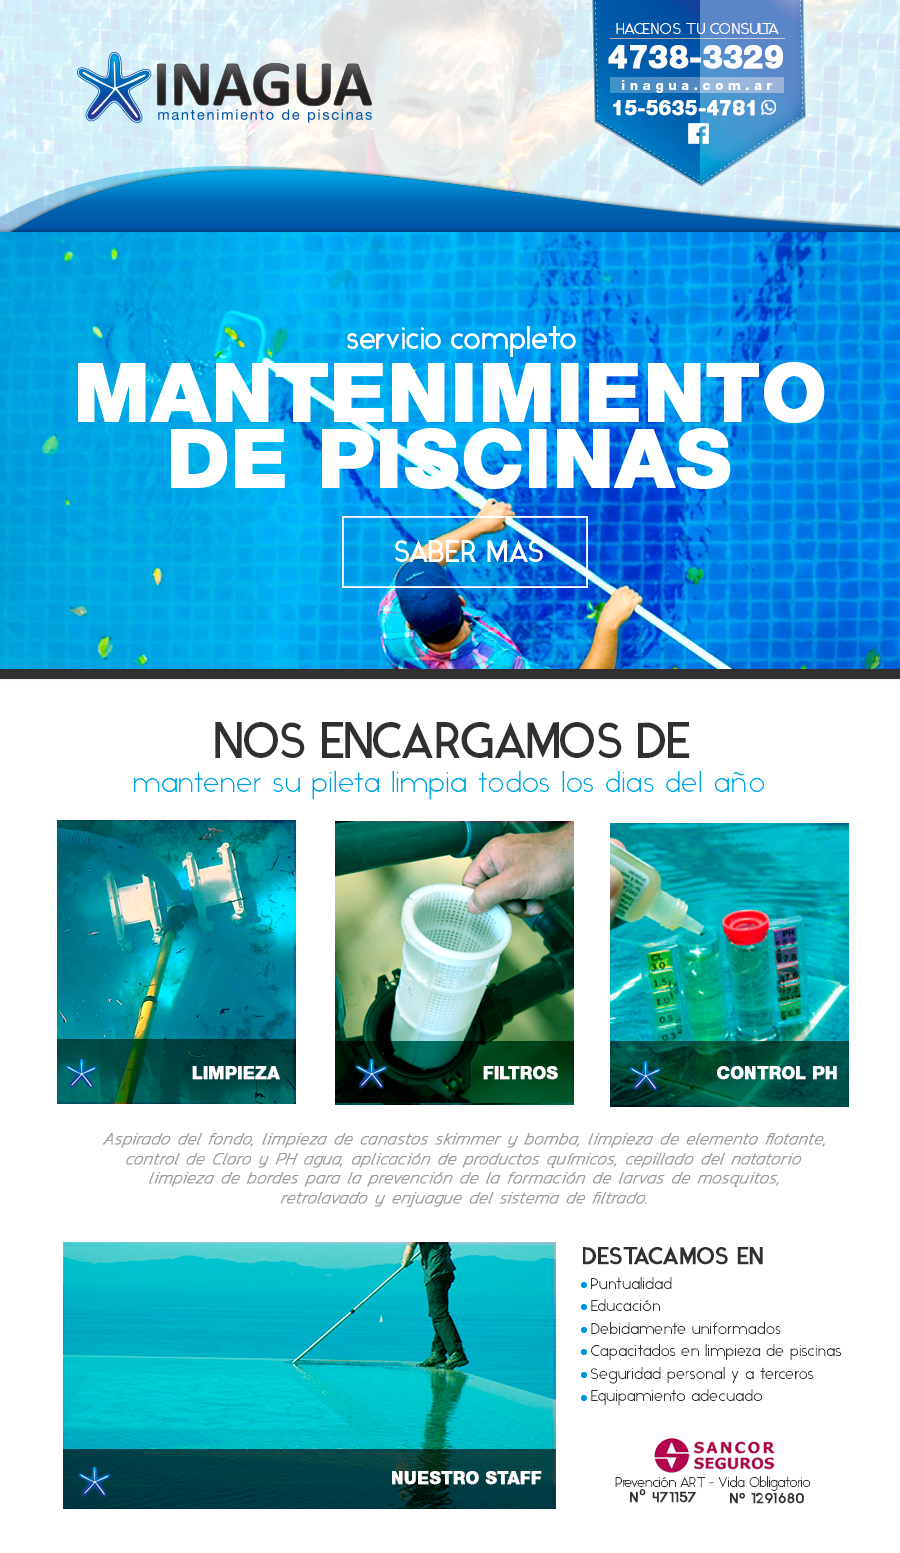 INAGUA
mantenimiento de piscinas
HACENOS TU CONSULTA
4738-3329
inagua.com.ar
15-5635-4781
servicio completo
MANTENIMIENTO
DE PISCINAS
SABER MAS
NOS ENCARGAMOS DE
mantener su pileta limpia todos los dias del año
LIMPIEZA
FILTROS
CONTROL PH
Aspirado del fondo, limpieza de canastos skimmer y bomba, limpieza de elemento flotante,
control de Cloro y PH agua, aplicación de productos químicos, cepillado del natatorio
limpieza de bordes para la prevención de la formación de larvas de mosquitos,
retrolavado y enjuague del sistema de filtrado.
NUESTRO STAFF
DESTACAMOS EN
Puntualidad
Educación
Debidamente uniformados
Capacitados en limpieza de piscinas
Seguridad personal y a terceros
Equipamiento adecuado
SANCOR
SEGUROS
Prevención ART - Vida Obligatorio
Nº 471157 Nº 1291680